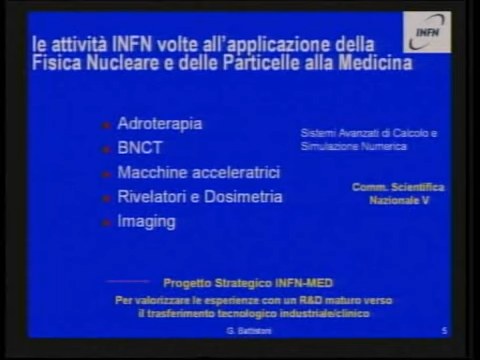 le attività INFN volte all'applicazione della
Fisica Nucleare e delle Particelle alla Medicina
INFN
Adroterapia
BNCT
Macchine acceleratrici
Rivelatori e Dosimetria
Imaging
Sistemi Avanzati di Calcolo e
Simulazione Numerica
Comm. Scientifica
Nazionale V
Progetto Strategico INFN-MED
Per valorizzare le esperienze con un R&D maturo verso
il trasferimento tecnologico industriale/clinico
G. Battistoni
5